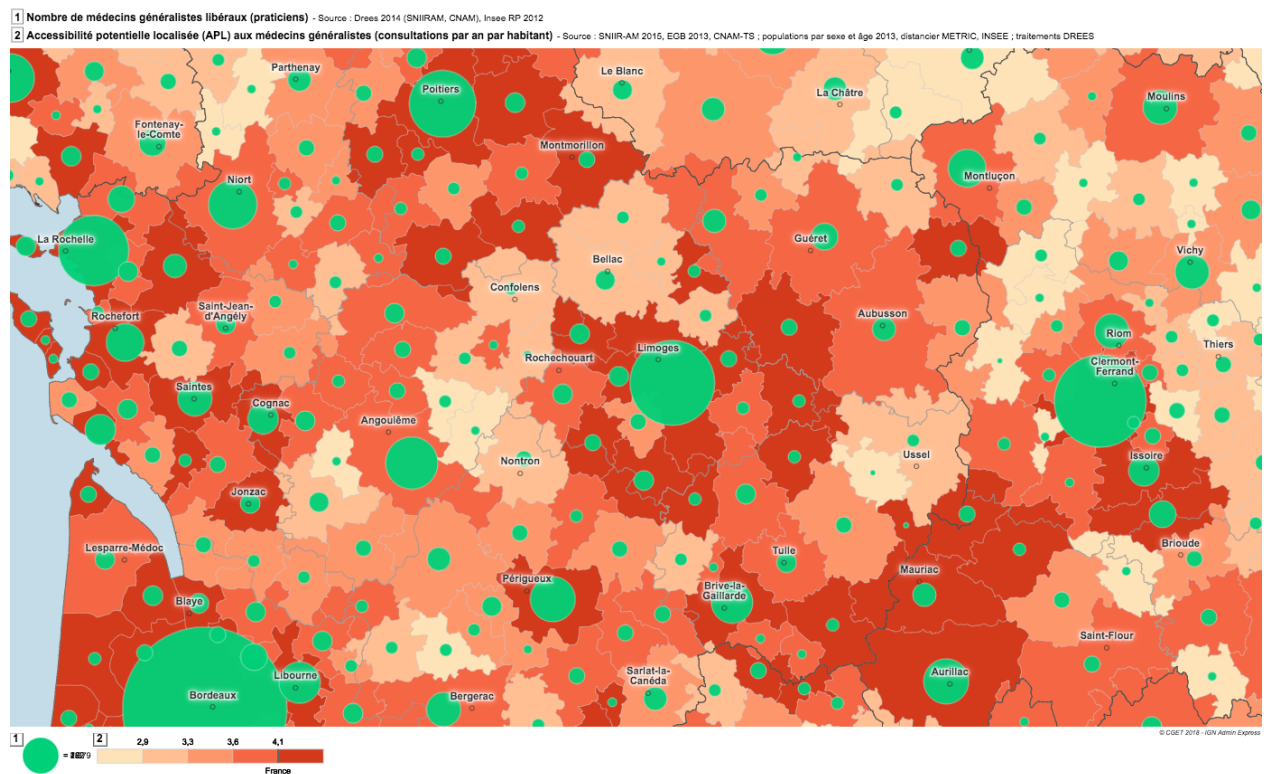 1 Nombre de médecins généralistes libéraux (praticiens) - Source : Drees 2014 (SNIIRAM, CNAM), Insee RP 2012
2 Accessibilité potentielle localisée (APL) aux médecins généralistes (consultations par an par habitant) - Source : SNIIR-AM 2015, EGB 2013, CNAM-TS ; populations par sexe et âge 2013, distancier METRIC, INSEE ; traitements DREES
Parthenay
Le Blanc
Poitiers
La Châtre
Moulins
Fontenay-
le-Comte
Montmorillon
Niort
Montluçon
La Rochelle
Guéret
Vichy
Bellac
Confolens
Saint-Jean-
d'Angély
Rochefort
Aubusson
Riom
Limoges
Thiers
Rochechouart
Clermont-
Ferrand
Saintes
Cognac
Angoulême
Ussel
Issoire
Nontron
Jonzac
Lesparre-Médoc
Tulle
Brioude
Mauriac
Périgueux
Brive-la-
Gaillarde
Blaye
Saint-Flour
Sarlat-la-
Canéda
Libourne
Aurillac
Bordeaux
Bergerac
© CGET 2018 - IGN Admin Express
1
2
2,9 3,3 3,6 4,1
France